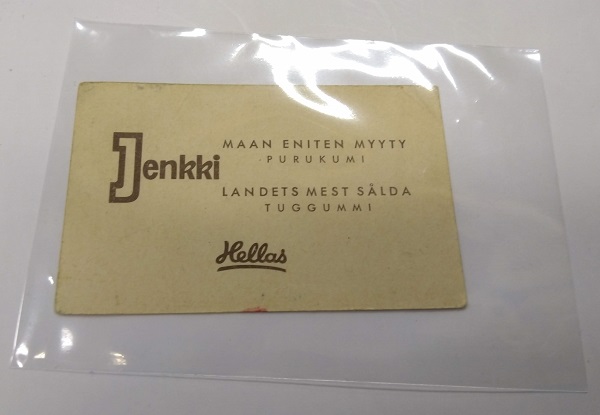 Jenkki
MAAN ENITEN MYYTY
PURUKUMI
LANDETS MEST SÅLDA
TUGGUMMI
Hellas